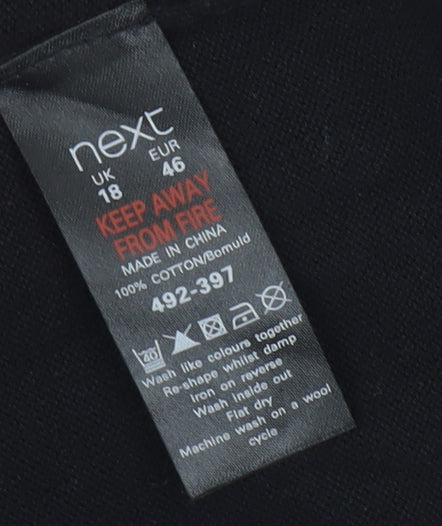 next
UK EUR
18 46
KEEP AWAY
FROM FIRE
MADE IN CHINA
100% COTTON/Bomuld
492-397
40
Wash like colours together
Re-shape whilst damp
iron on reverse
Wash inside out
Flat dry
Machine wash on a wool
cycle